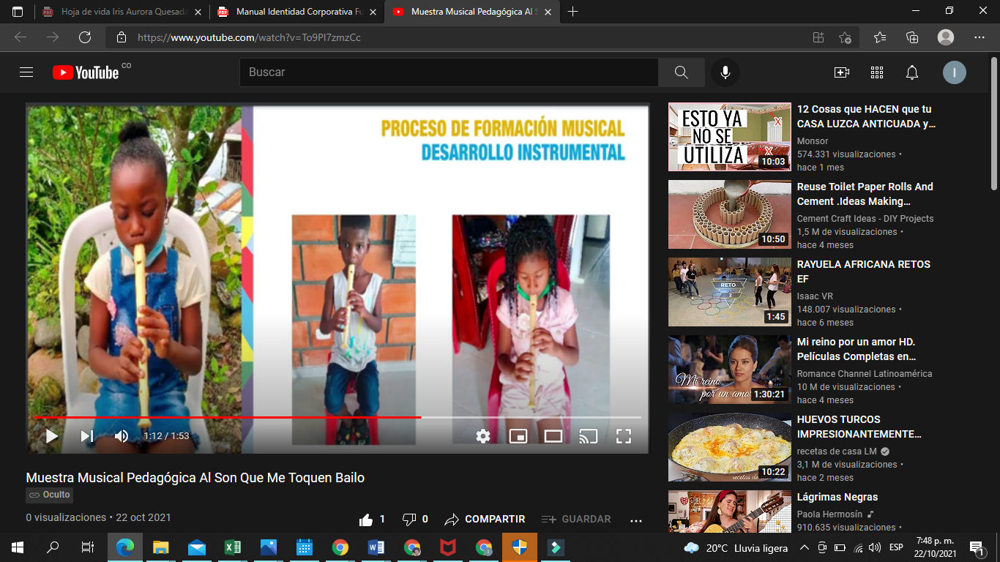 Hoja de vida Iris Aurora Quesada
Manual Identidad Corporativa Fu
Muestra Musical Pedagógica Al S
https://www.youtube.com/watch?v=To9Pl7zmzCc
YouTube CO
Buscar
I
PROCESO DE FORMACIÓN MUSICAL
DESARROLLO INSTRUMENTAL
1:12 / 1:53
Muestra Musical Pedagógica Al Son Que Me Toquen Bailo
Oculto
0 visualizaciones • 22 oct 2021
1
0
COMPARTIR
GUARDAR
ESTO YA
NO SE
UTILIZA
10:03
12 Cosas que HACEN que tu
CASA LUZCA ANTICUADA y...
Monsor
574.331 visualizaciones •
hace 1 mes
10:50
Reuse Toilet Paper Rolls And
Cement .Ideas Making...
Cement Craft Ideas - DIY Projects
1,5 M de visualizaciones •
hace 4 meses
RETO
2
1:45
RAYUELA AFRICANA RETOS
EF
Isaac VR
148.007 visualizaciones •
hace 6 meses
Mi reino
por un amor
1:30:21
Mi reino por un amor HD.
Películas Completas en...
Romance Channel Latinoamérica
10 M de visualizaciones •
hace 4 meses
recetas de
10:22
HUEVOS TURCOS
IMPRESIONANTEMENTE...
recetas de casa LM
3,1 M de visualizaciones •
hace 2 meses
Lágrimas Negras
Paola Hermosín
910.635 visualizaciones •
20°C Lluvia ligera
ESP
7:48 p. m.
22/10/2021
1